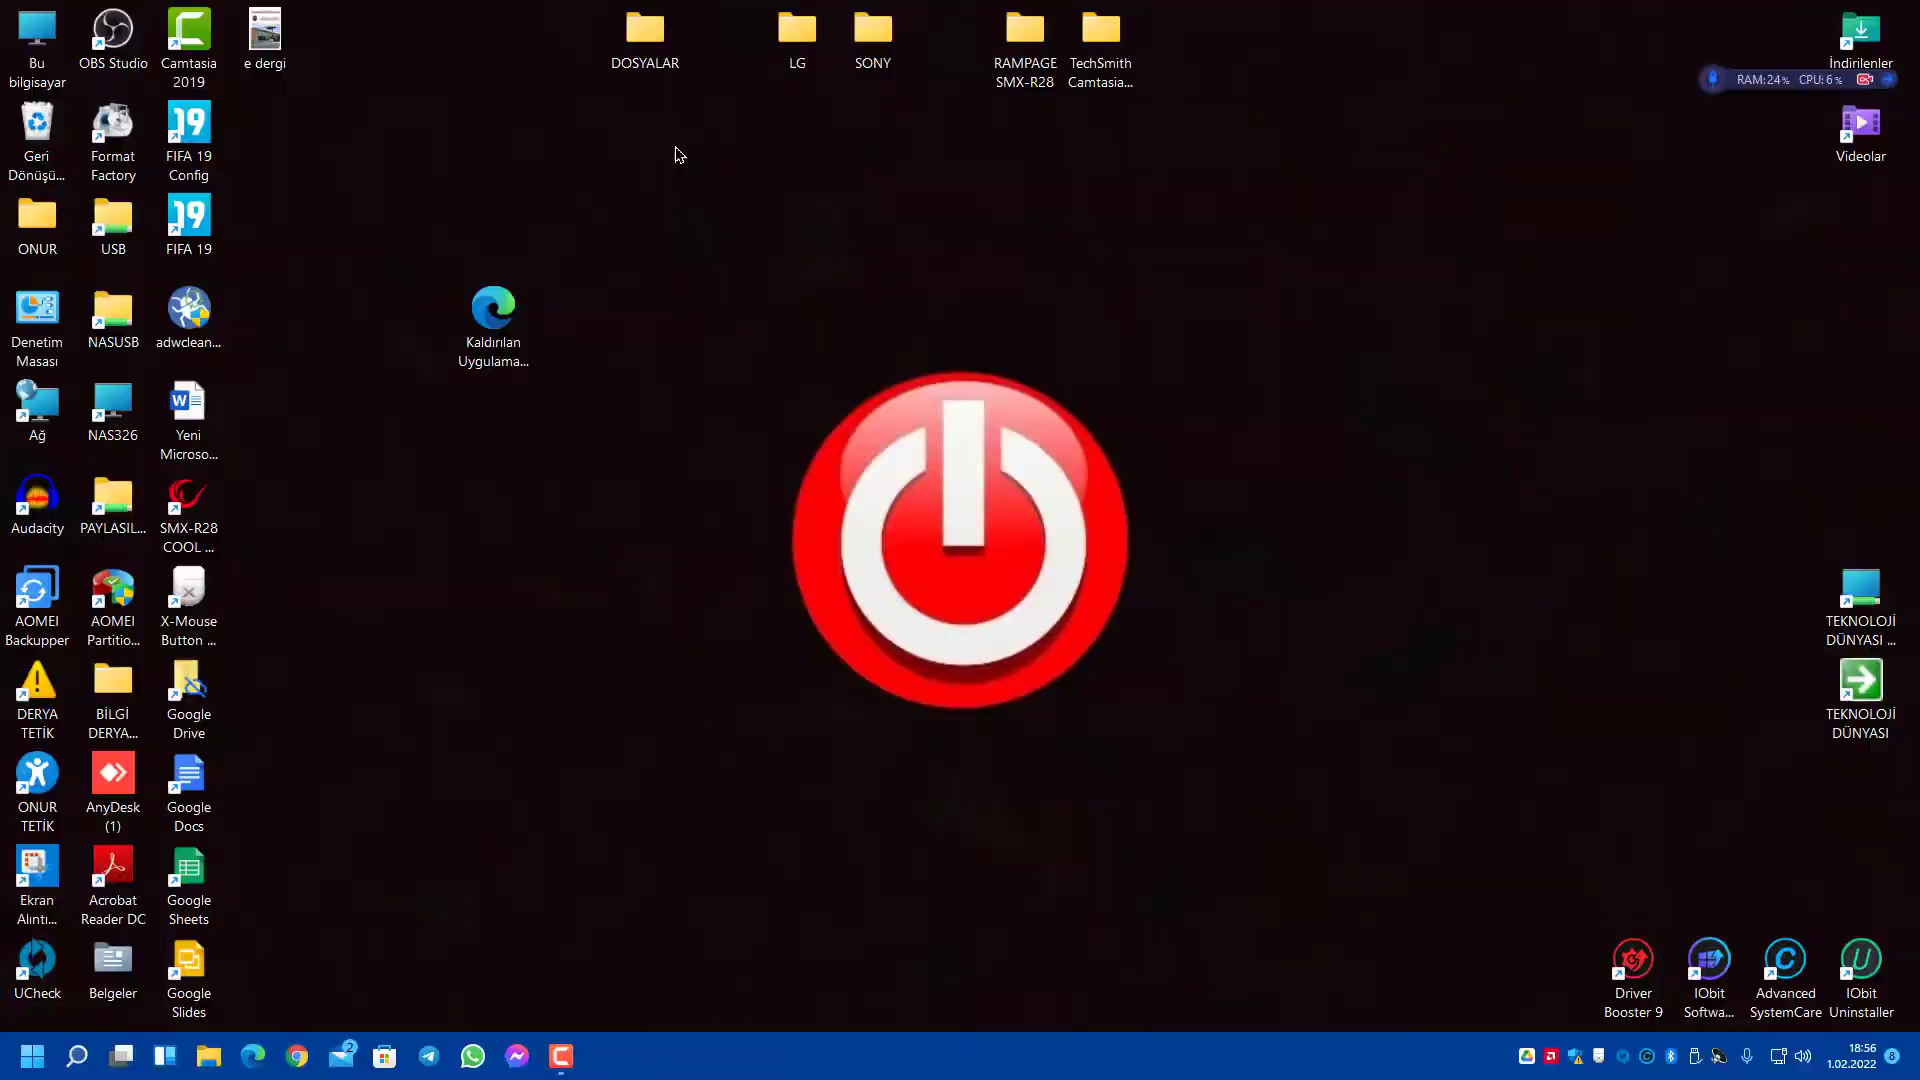 Bu
bilgisayar
OBS Studio
Camtasia
2019
e dergi
DOSYALAR
LG
SONY
RAMPAGE
SMX-R28
TechSmith
Camtasia...
İndirilenler
RAM:24% CPU: 6%
Geri
Dönüşü...
Format
Factory
19
FIFA 19
Config
Videolar
ONUR
USB
19
FIFA 19
Denetim
Masası
NASUSB
adwclean...
Kaldırılan
Uygulama...
Ağ
NAS326
W
Yeni
Microso...
Audacity
PAYLASIL...
SMX-R28
COOL ...
AOMEI
Backupper
AOMEI
Partitio...
X-Mouse
Button ...
TEKNOLOJİ
DÜNYASI ...
DERYA
TETİK
BİLGİ
DERYA...
Google
Drive
TEKNOLOJİ
DÜNYASI
ONUR
TETİK
AnyDesk
(1)
Google
Docs
Ekran
Alıntı...
Acrobat
Reader DC
Google
Sheets
UCheck
Belgeler
Google
Slides
Driver
Booster 9
IObit
Softwa...
Advanced
SystemCare
IObit
Uninstaller
2
18:56
1.02.2022
8